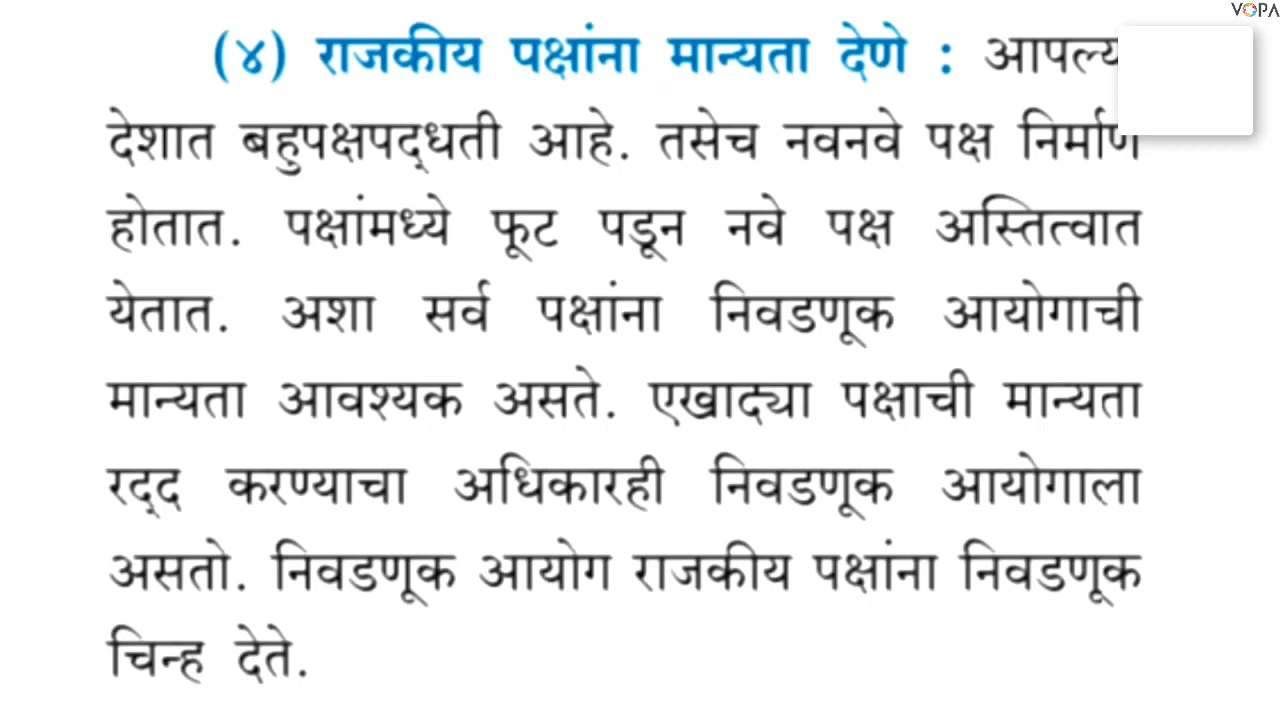 VOPA
(४) राजकीय पक्षांना मान्यता देणे : आपल्य
देशात बहुपक्षपद्धती आहे. तसेच नवनवे पक्ष निर्माण
होतात. पक्षांमध्ये फूट पडून नवे पक्ष अस्तित्वात
येतात. अशा सर्व पक्षांना निवडणूक आयोगाची
मान्यता आवश्यक असते. एखाद्या पक्षाची मान्यता
रद्द करण्याचा अधिकारही निवडणूक आयोगाला
असतो. निवडणूक आयोग राजकीय पक्षांना निवडणूक
चिन्ह देते.